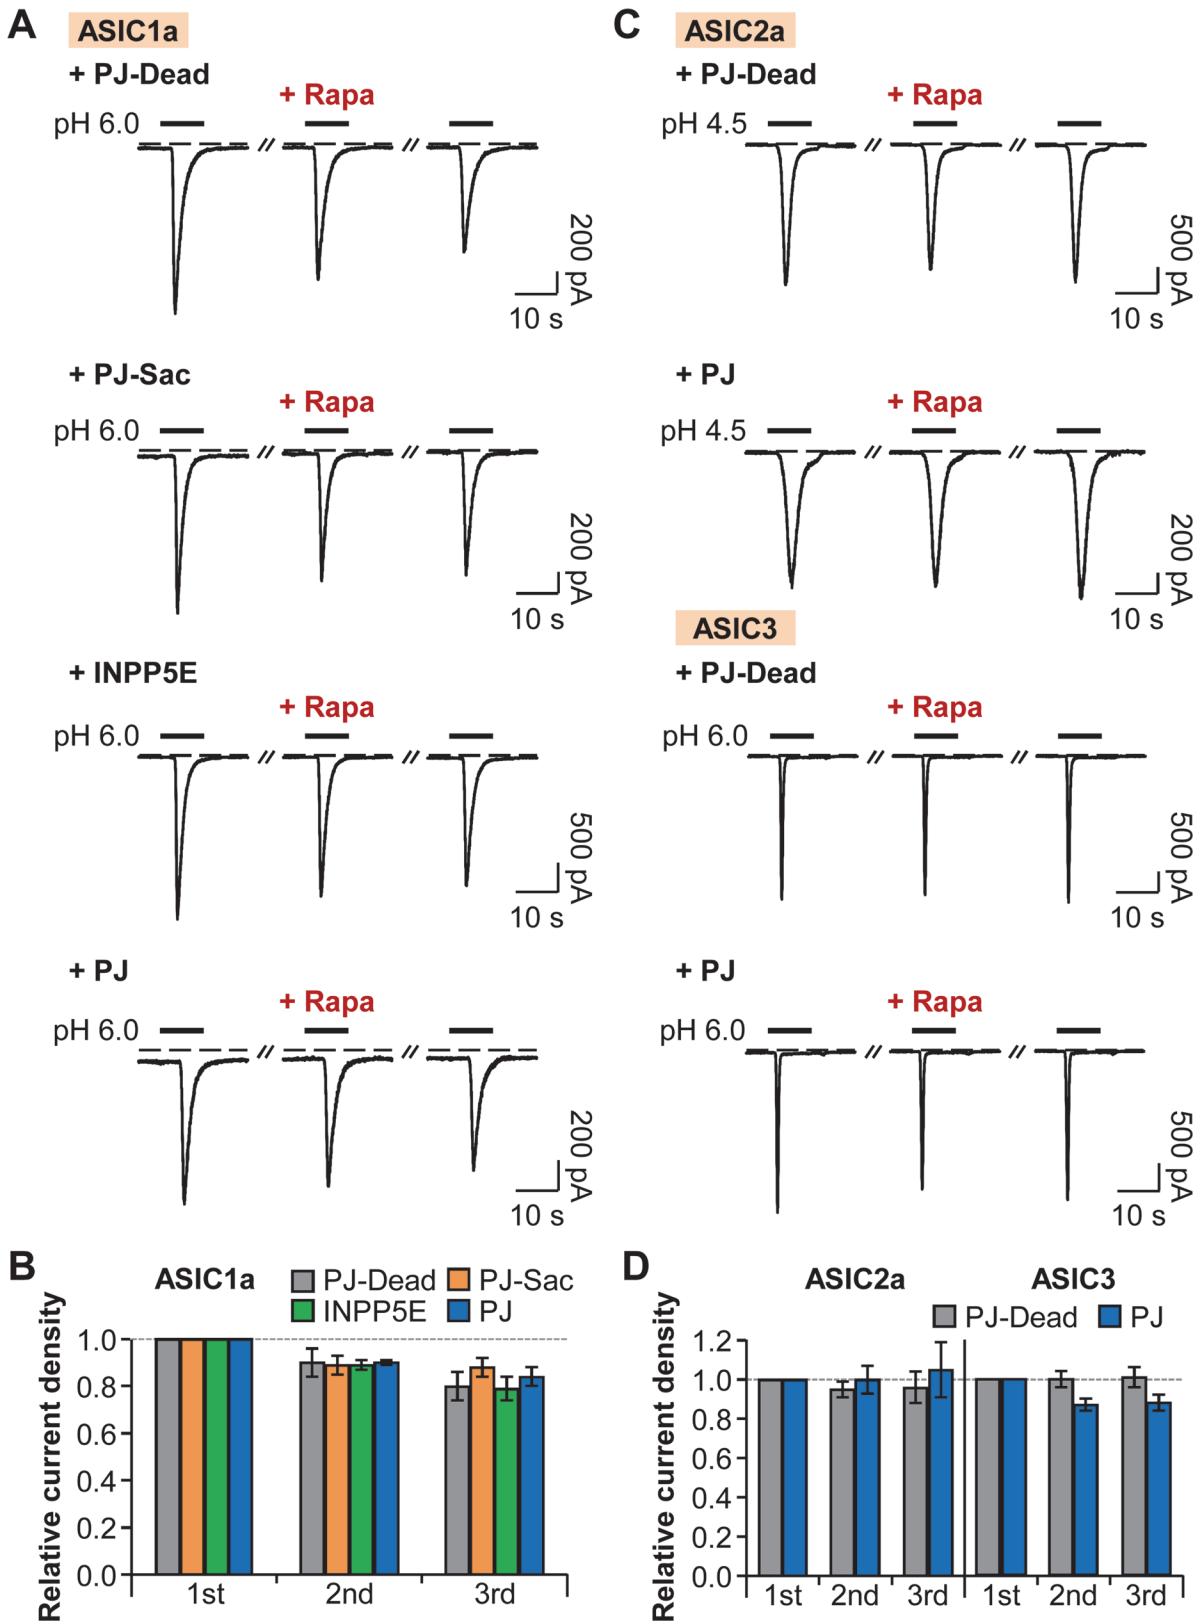 A
ASIC1a
+ PJ-Dead
+ Rapa
pH 6.0
200 pA
10 s
+ PJ-Sac
+ Rapa
pH 6.0
200 pA
10 s
+ INPP5E
+ Rapa
pH 6.0
500 pA
10 s
+ PJ
+ Rapa
pH 6.0
200 pA
10 s
C
ASIC2a
+ PJ-Dead
+ Rapa
pH 4.5
500 pA
10 s
+ PJ
+ Rapa
pH 4.5
200 pA
10 s
ASIC3
+ PJ-Dead
+ Rapa
pH 6.0
500 pA
10 s
+ PJ
+ Rapa
pH 6.0
500 pA
10 s
B
ASIC1a
PJ-Dead
PJ-Sac
INPP5E
PJ
Relative current density
1.0
0.8
0.6
0.4
0.2
0.0
1st
2nd
3rd
D
ASIC2a
ASIC3
PJ-Dead
PJ
Relative current density
1.2
1.0
0.8
0.6
0.4
0.2
0.0
1st
2nd
3rd
1st
2nd
3rd